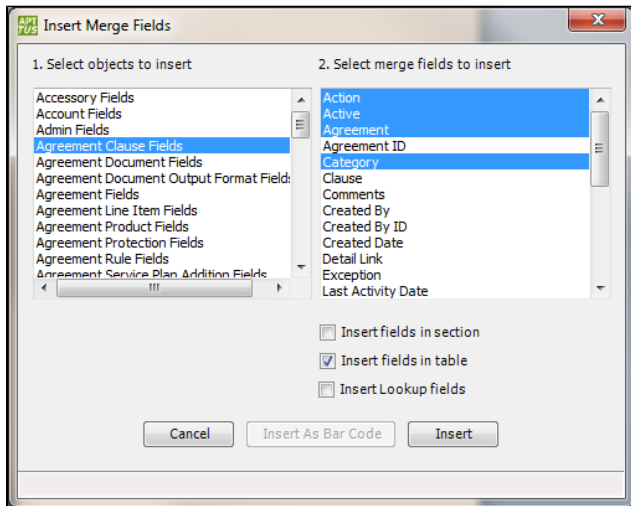 APT
TUS
Insert Merge Fields
1. Select objects to insert
Accessory Fields
Account Fields
Admin Fields
Agreement Clause Fields
Agreement Document Fields
Agreement Document Output Format Field
Agreement Fields
Agreement Line Item Fields
Agreement Product Fields
Agreement Protection Fields
Agreement Rule Fields
Agreement Service Plan Addition Fields
2. Select merge fields to insert
Action
Active
Agreement
Agreement ID
Category
Clause
Comments
Created By
Created By ID
Created Date
Detail Link
Exception
Last Activity Date
Insert fields in section
Insert fields in table
Insert Lookup fields
Cancel
Insert As Bar Code
Insert